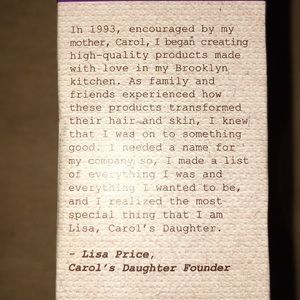 In 1993, encouraged by my
mother, Carol, I began creating
high-quality products made
with love in my Brooklyn
kitchen. As family and
friends experienced how
these products transformed
their hair and skin, I knew
that I was on to something
good. I needed a name for
my company so, I made a list
of everything I was and
everything I wanted to be,
and I realized the most
special thing that I am
Lisa, Carol's Daughter.
- Lisa Price,
Carol's Daughter Founder